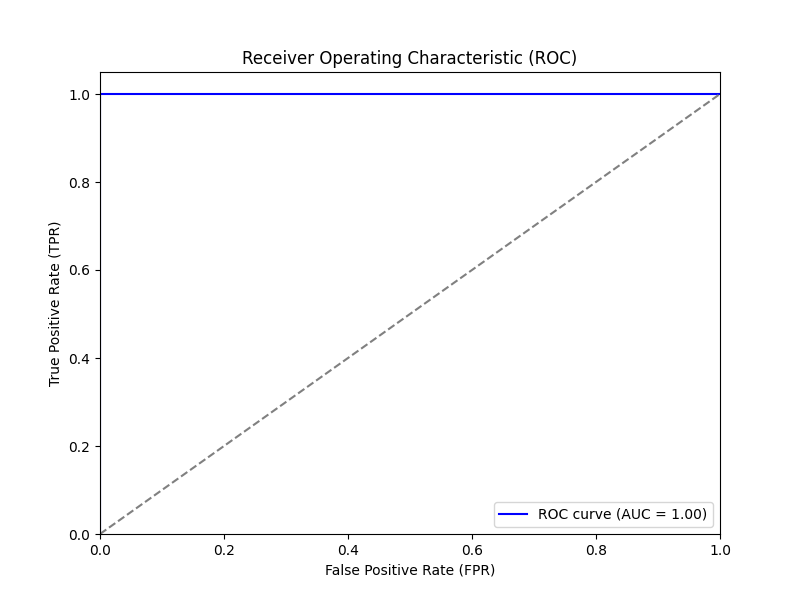 Receiver Operating Characteristic (ROC)
True Positive Rate (TPR)
1.0
0.8
0.6
0.4
0.2
0.0
0.0 0.2 0.4 0.6 0.8 1.0
False Positive Rate (FPR)
ROC curve (AUC = 1.00)